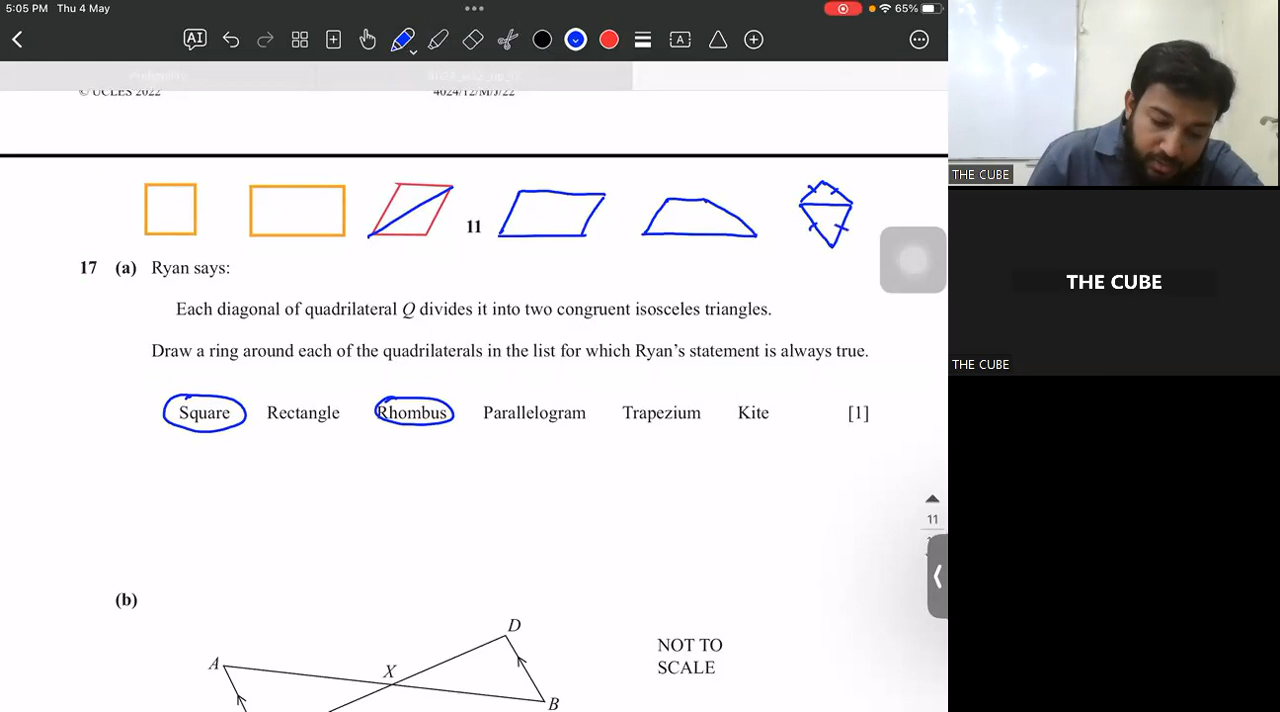 5:05 PM Thu 4 May
65%
AI
A
© UCLES 2022
4024/12/M/J/22
11
17 (a) Ryan says:
Each diagonal of quadrilateral Q divides it into two congruent isosceles triangles.
Draw a ring around each of the quadrilaterals in the list for which Ryan's statement is always true.
Square Rectangle Rhombus Parallelogram Trapezium Kite [1]
11
(b)
D
A
X
B
NOT TO
SCALE
THE CUBE
THE CUBE
THE CUBE